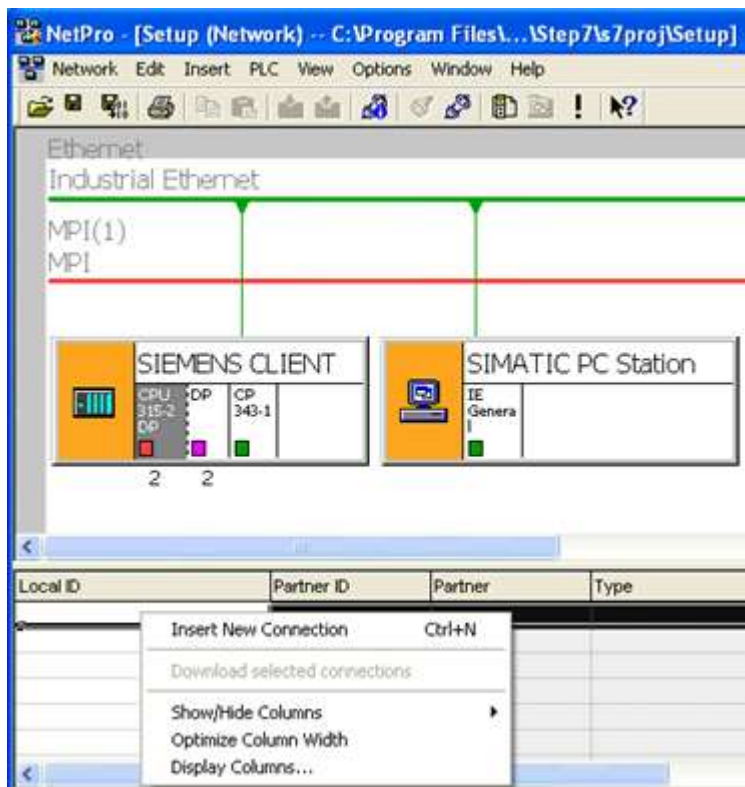 NetPro - [Setup (Network) -- C:\Program Files\...\Step7\s7proj\Setup]
Network Edit Insert PLC View Options Window Help
Ethernet
Industrial Ethernet
MPI(1)
MPI
SIEMENS CLIENT
CPU
315-2
DP
DP
CP
343-1
2
2
SIMATIC PC Station
IE
Genera
l
Local ID Partner ID Partner Type
Insert New Connection Ctrl+N
Download selected connections
Show/Hide Columns
Optimize Column Width
Display Columns...